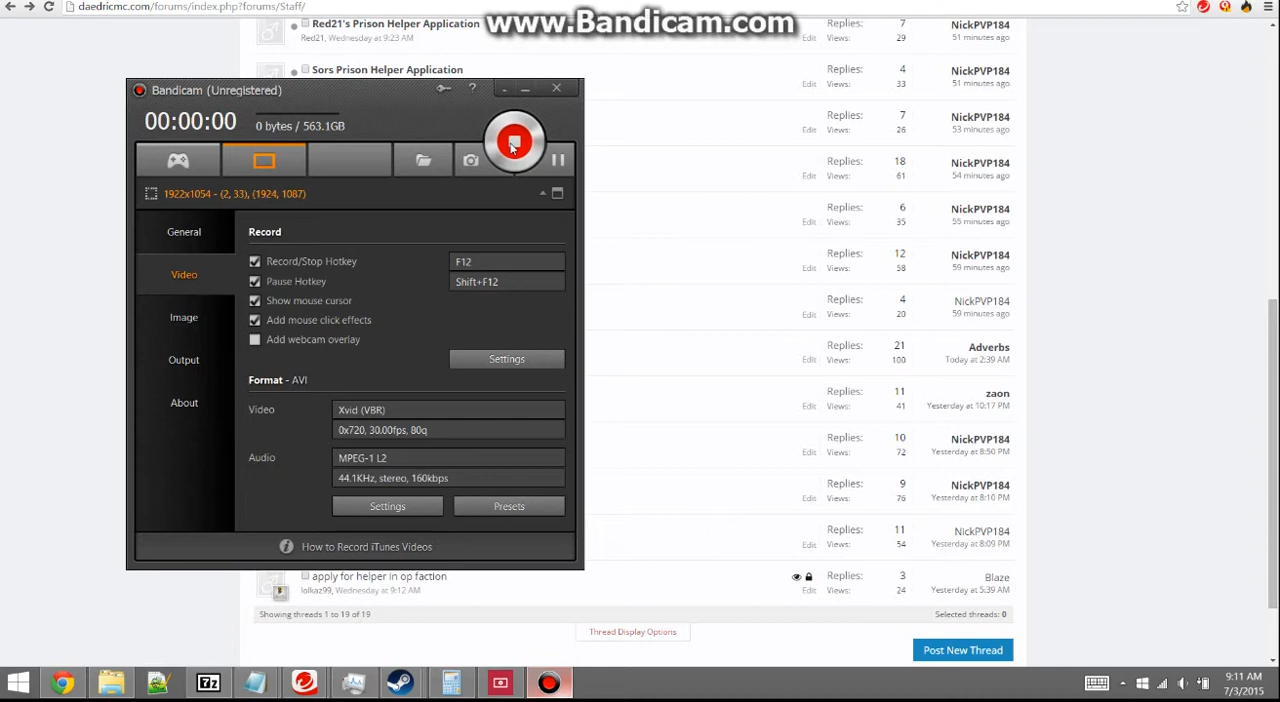 daedricmc.com/forums/index.php?forums/Staff/
www.Bandicam.com
Red21's Prison Helper Application
Red21, Wednesday at 9:23 AM
Replies: 7
Views: 29
NickPVP184
51 minutes ago
Sors Prison Helper Application
Edit
Replies: 4
Views: 33
NickPVP184
51 minutes ago
Bandicam (Unregistered)
?
00:00:00
0 bytes / 563.1GB
Edit
Replies: 7
Views: 26
NickPVP184
53 minutes ago
Edit
Replies: 18
Views: 61
NickPVP184
54 minutes ago
1922x1054 - (2, 33), (1924, 1087)
Edit
Replies: 6
Views: 35
NickPVP184
55 minutes ago
General
Video
Image
Output
About
Record
Record/Stop Hotkey
F12
Pause Hotkey
Shift+F12
Show mouse cursor
Add mouse click effects
Add webcam overlay
Settings
Format - AVI
Video
Xvid (VBR)
0x720, 30.00fps, 80q
Audio
MPEG-1 L2
44.1KHz, stereo, 160kbps
Settings
Presets
How to Record iTunes Videos
Edit
Replies: 12
Views: 58
NickPVP184
59 minutes ago
Edit
Replies: 4
Views: 20
NickPVP184
59 minutes ago
Edit
Replies: 21
Views: 100
Adverbs
Today at 2:39 AM
Edit
Replies: 11
Views: 41
zaon
Yesterday at 10:17 PM
Edit
Replies: 10
Views: 72
NickPVP184
Yesterday at 8:50 PM
Edit
Replies: 9
Views: 76
NickPVP184
Yesterday at 8:10 PM
Edit
Replies: 11
Views: 54
NickPVP184
Yesterday at 8:09 PM
apply for helper in op faction
lolkaz99, Wednesday at 9:12 AM
Edit
Replies: 3
Views: 24
Blaze
Yesterday at 5:39 AM
Showing threads 1 to 19 of 19
Selected threads: 0
Thread Display Options
Post New Thread
7z
9:11 AM
7/3/2015